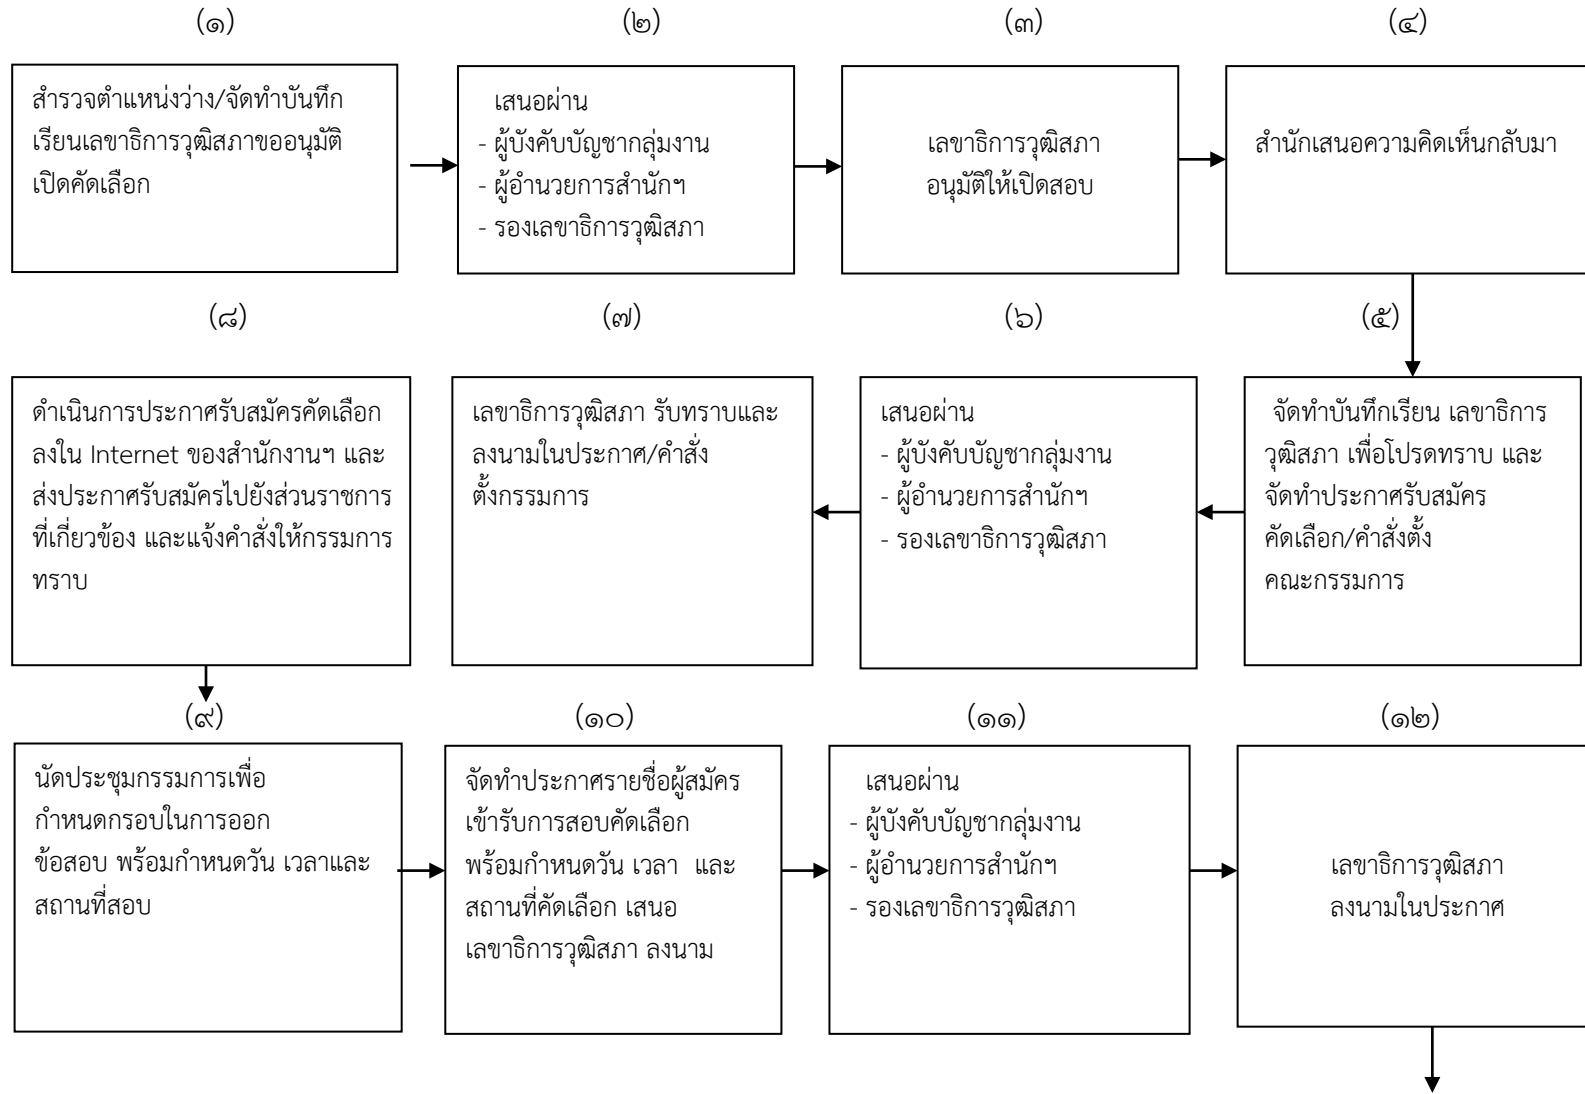 (๑)
สำรวจตำแหน่งว่าง/จัดทำบันทึก
เรียนเลขาธิการวุฒิสภาขออนุมัติ
เปิดคัดเลือก
(๒)
เสนอผ่าน
- ผู้บังคับบัญชากลุ่มงาน
- ผู้อำนวยการสำนักฯ
- รองเลขาธิการวุฒิสภา
(๓)
เลขาธิการวุฒิสภา
อนุมัติให้เปิดสอบ
(๔)
สำนักเสนอความคิดเห็นกลับมา
(๕)
จัดทำบันทึกเรียน เลขาธิการ
วุฒิสภา เพื่อโปรดทราบ และ
จัดทำประกาศรับสมัคร
คัดเลือก/คำสั่งตั้ง
คณะกรรมการ
(๖)
เสนอผ่าน
- ผู้บังคับบัญชากลุ่มงาน
- ผู้อำนวยการสำนักฯ
- รองเลขาธิการวุฒิสภา
(๗)
เลขาธิการวุฒิสภา รับทราบและ
ลงนามในประกาศ/คำสั่ง
ตั้งกรรมการ
(๘)
ดำเนินการประกาศรับสมัครคัดเลือก
ลงใน Internet ของสำนักงานฯ และ
ส่งประกาศรับสมัครไปยังส่วนราชการ
ที่เกี่ยวข้อง และแจ้งคำสั่งให้กรรมการ
ทราบ
(๙)
นัดประชุมกรรมการเพื่อ
กำหนดกรอบในการออก
ข้อสอบ พร้อมกำหนดวัน เวลาและ
สถานที่สอบ
(๑๐)
จัดทำประกาศรายชื่อผู้สมัคร
เข้ารับการสอบคัดเลือก
พร้อมกำหนดวัน เวลา และ
สถานที่คัดเลือก เสนอ
เลขาธิการวุฒิสภา ลงนาม
(๑๑)
เสนอผ่าน
- ผู้บังคับบัญชากลุ่มงาน
- ผู้อำนวยการสำนักฯ
- รองเลขาธิการวุฒิสภา
(๑๒)
เลขาธิการวุฒิสภา
ลงนามในประกาศ